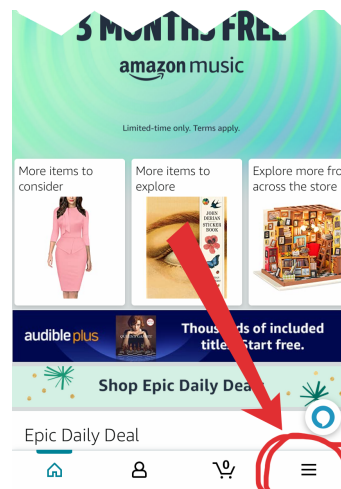 3 MONTHS FREE
amazon music
Limited-time only. Terms apply.
More items to
consider
More items to
explore
JOHN
DERIAN
STICKER
BOOK
Explore more fro
across the store
audible plus
Thous ds of included
title Start free.
Shop Epic Daily Dea
Epic Daily Deal
0